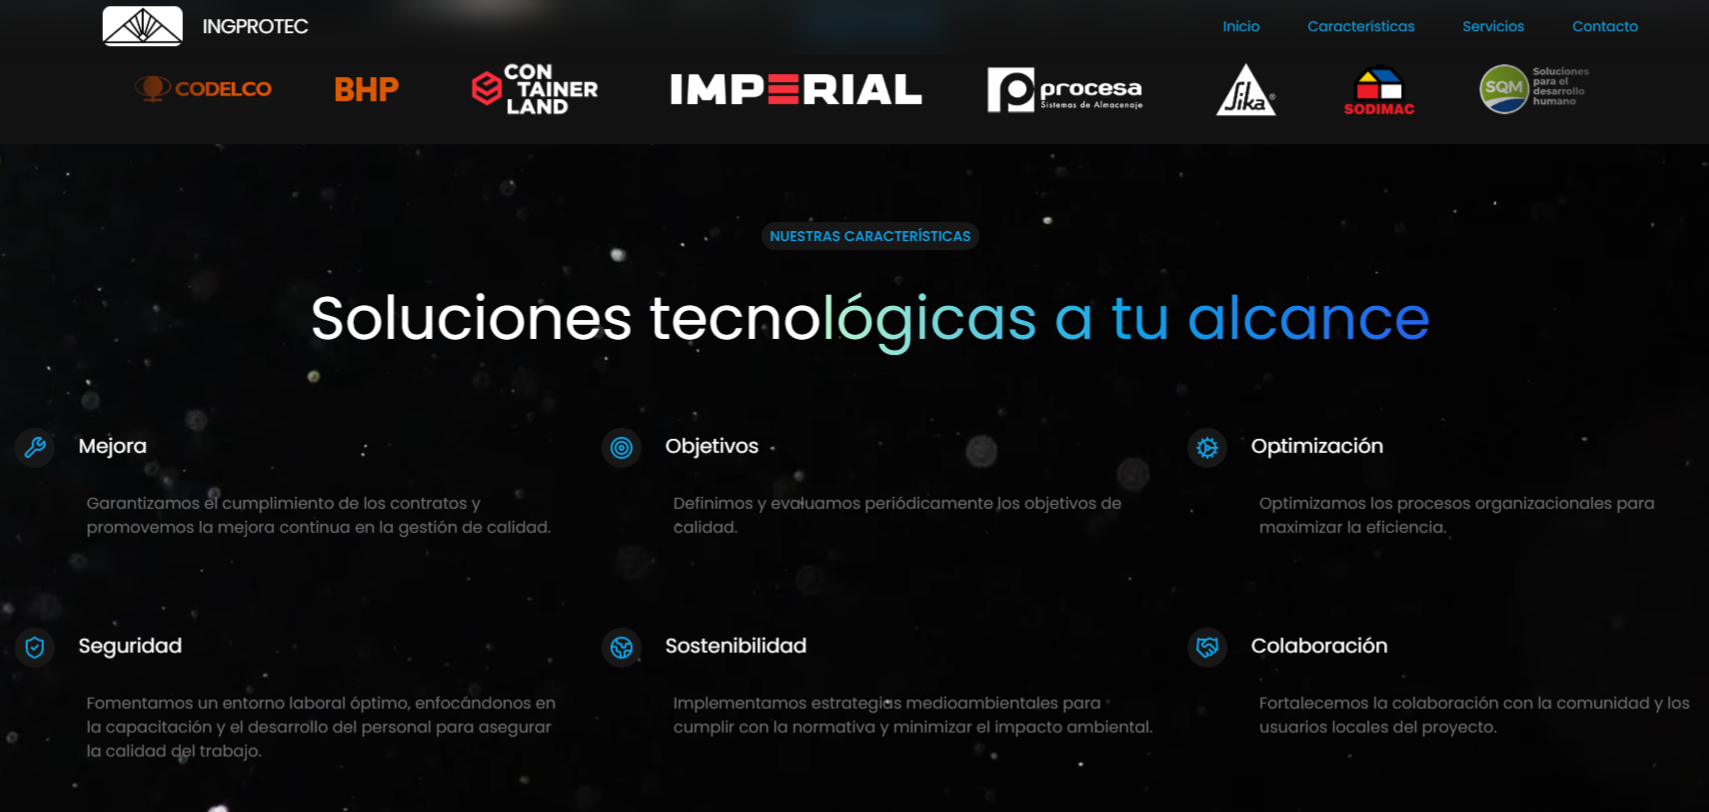 INGPROTEC
Inicio
Características
Servicios
Contacto
CODELCO
BHP
CON
TAINER
LAND
IMPERIAL
procesa
Sistemas de Almacenaje
Sika®
SODIMAC
SQM
Soluciones
para el
desarrollo
humano
NUESTRAS CARACTERÍSTICAS
Soluciones tecnológicas a tu alcance
Mejora
Garantizamos el cumplimiento de los contratos y
promovemos la mejora continua en la gestión de calidad.
Objetivos
Definimos y evaluamos periódicamente los objetivos de
calidad.
Optimización
Optimizamos los procesos organizacionales para
maximizar la eficiencia.
Seguridad
Fomentamos un entorno laboral óptimo, enfocándonos en
la capacitación y el desarrollo del personal para asegurar
la calidad del trabajo.
Sostenibilidad
Implementamos estrategias medioambientales para
cumplir con la normativa y minimizar el impacto ambiental.
Colaboración
Fortalecemos la colaboración con la comunidad y los
usuarios locales del proyecto.